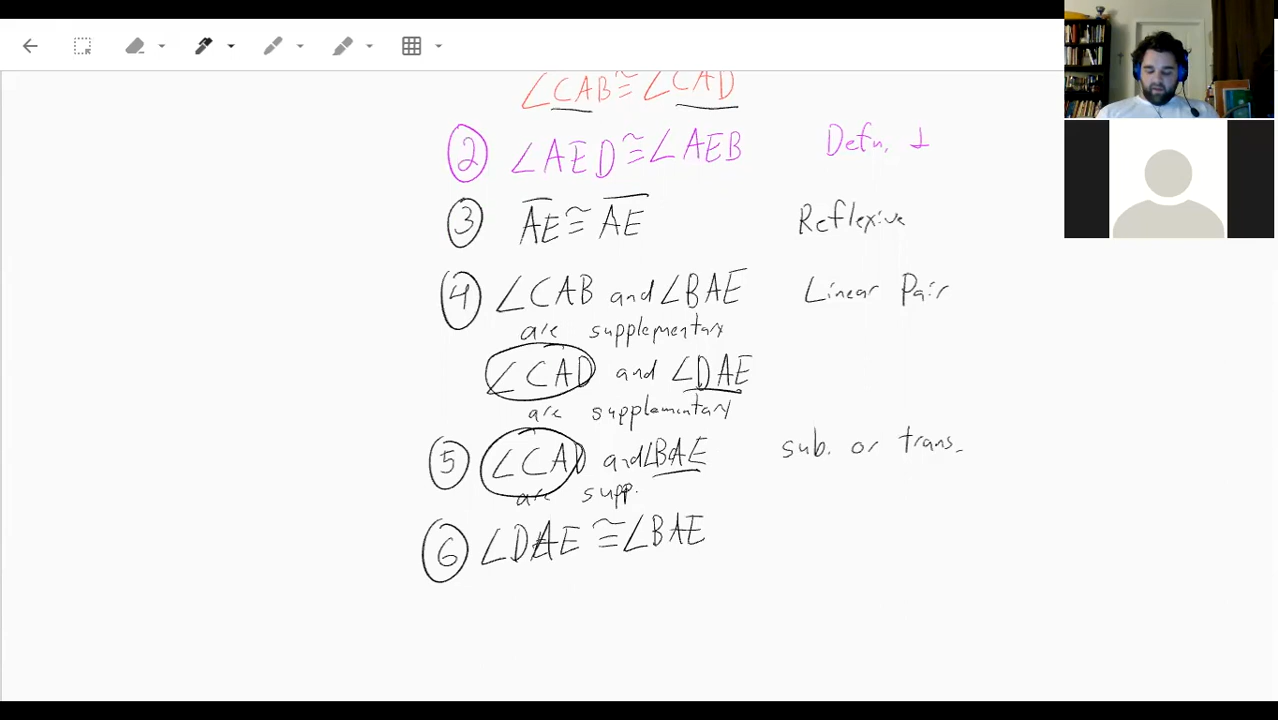 ∠CAB ≅ ∠CAD
② ∠AED ≅ ∠AEB Defn. ⊥
③ AE ≅ AE Reflexive
④ ∠CAB and ∠BAE Linear Pair
are supplementary
∠CAD and ∠DAE
are supplementary
⑤ ∠CAD and ∠BAE sub. or trans.
are supp.
⑥ ∠DAE ≅ ∠BAE